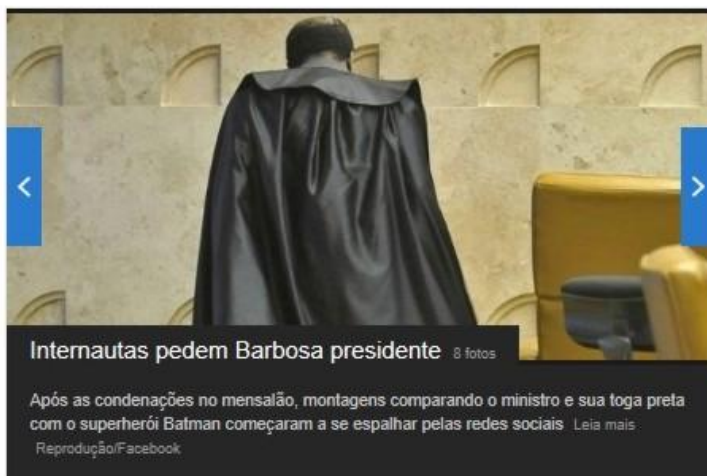 Internautas pedem Barbosa presidente 8 fotos
Após as condenações no mensalão, montagens comparando o ministro e sua toga preta
com o superherói Batman começaram a se espalhar pelas redes sociais Leia mais
Reprodução/Facebook